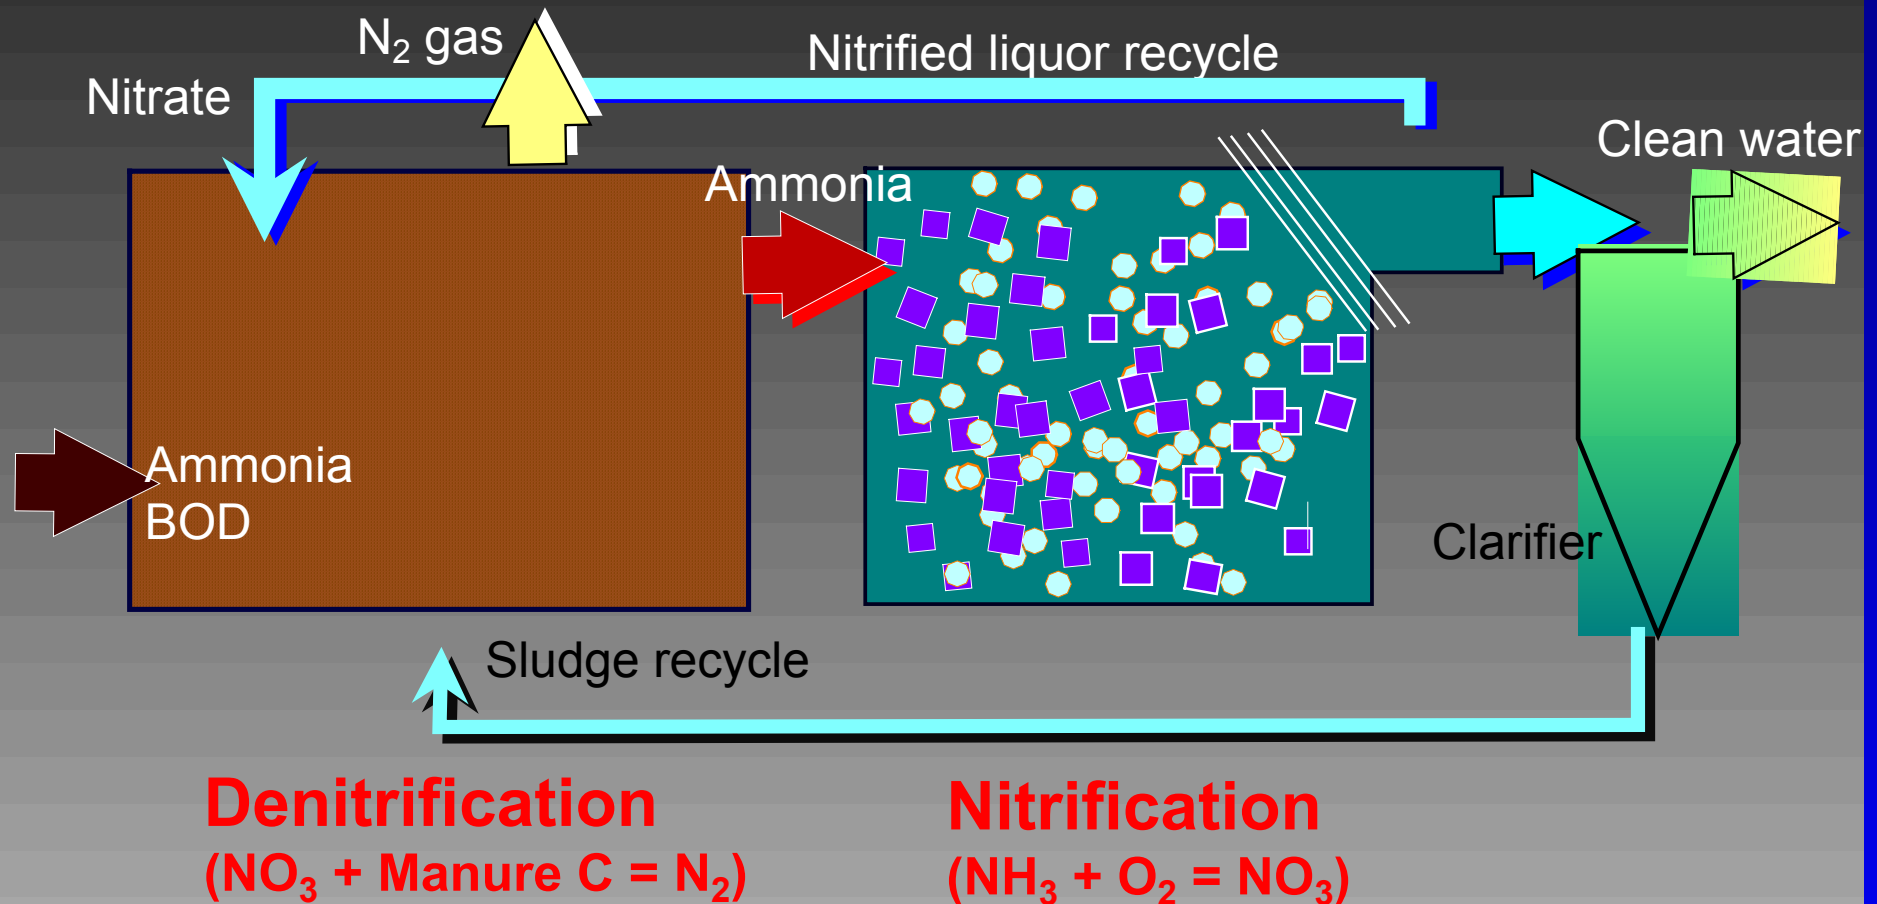 N₂ gas
Nitrified liquor recycle
Nitrate
Clean water
Ammonia
Ammonia
BOD
Clarifier
Sludge recycle
Denitrification
(NO₃ + Manure C = N₂)
Nitrification
(NH₃ + O₂ = NO₃)